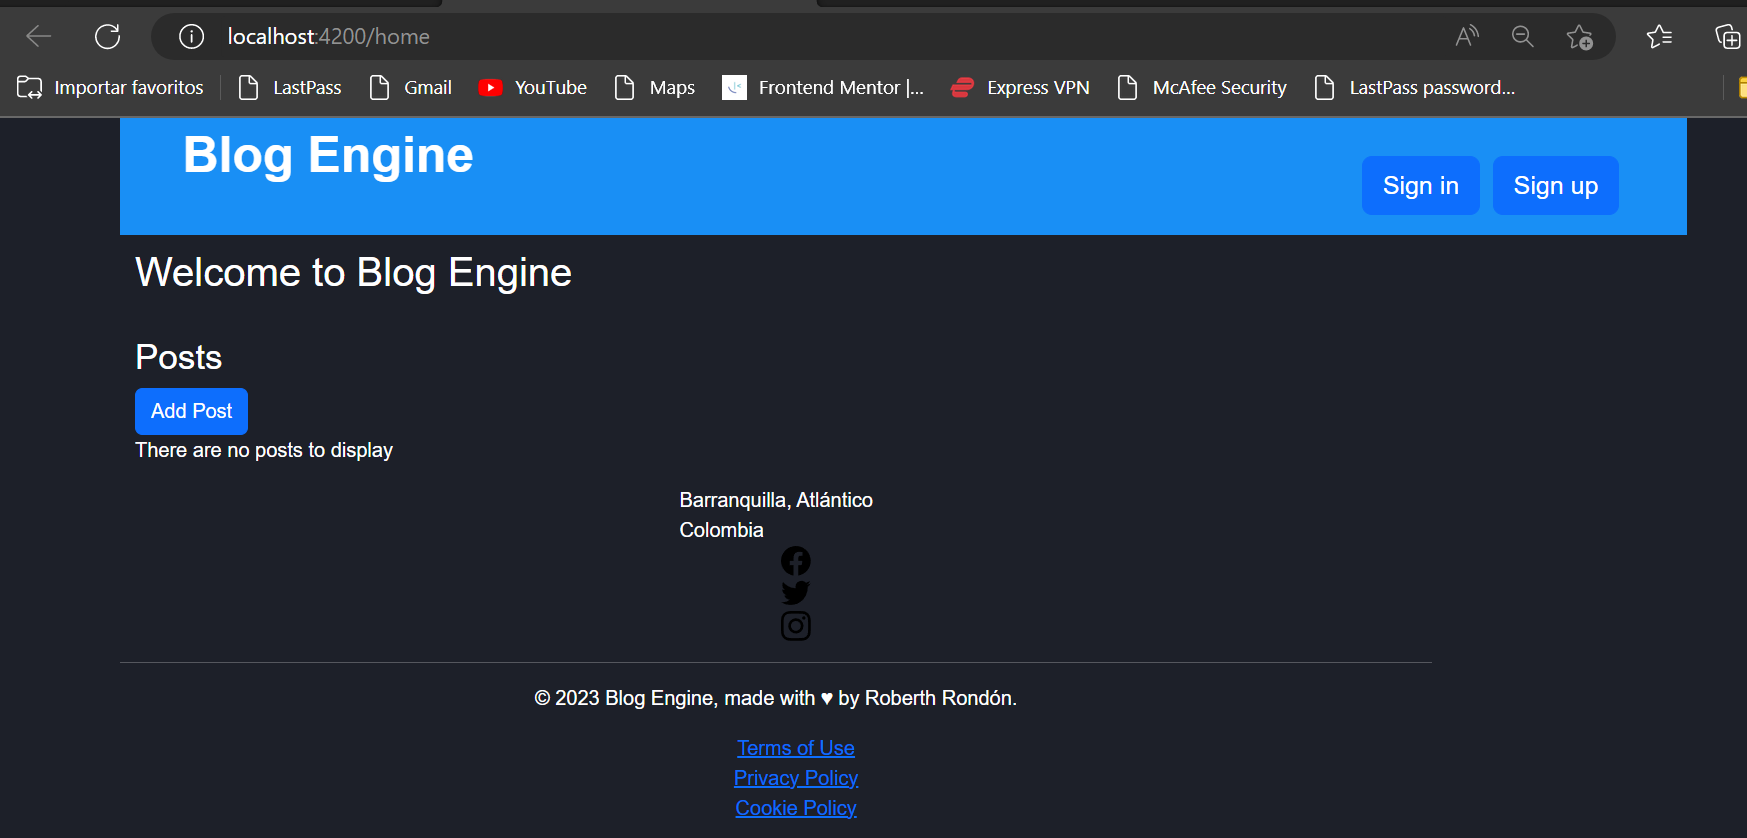 localhost:4200/home
Importar favoritos LastPass Gmail YouTube Maps Frontend Mentor |... Express VPN McAfee Security LastPass password...
Blog Engine
Sign in Sign up
Welcome to Blog Engine
Posts
Add Post
There are no posts to display
Barranquilla, Atlántico
Colombia
© 2023 Blog Engine, made with ♥ by Roberth Rondón.
Terms of Use
Privacy Policy
Cookie Policy